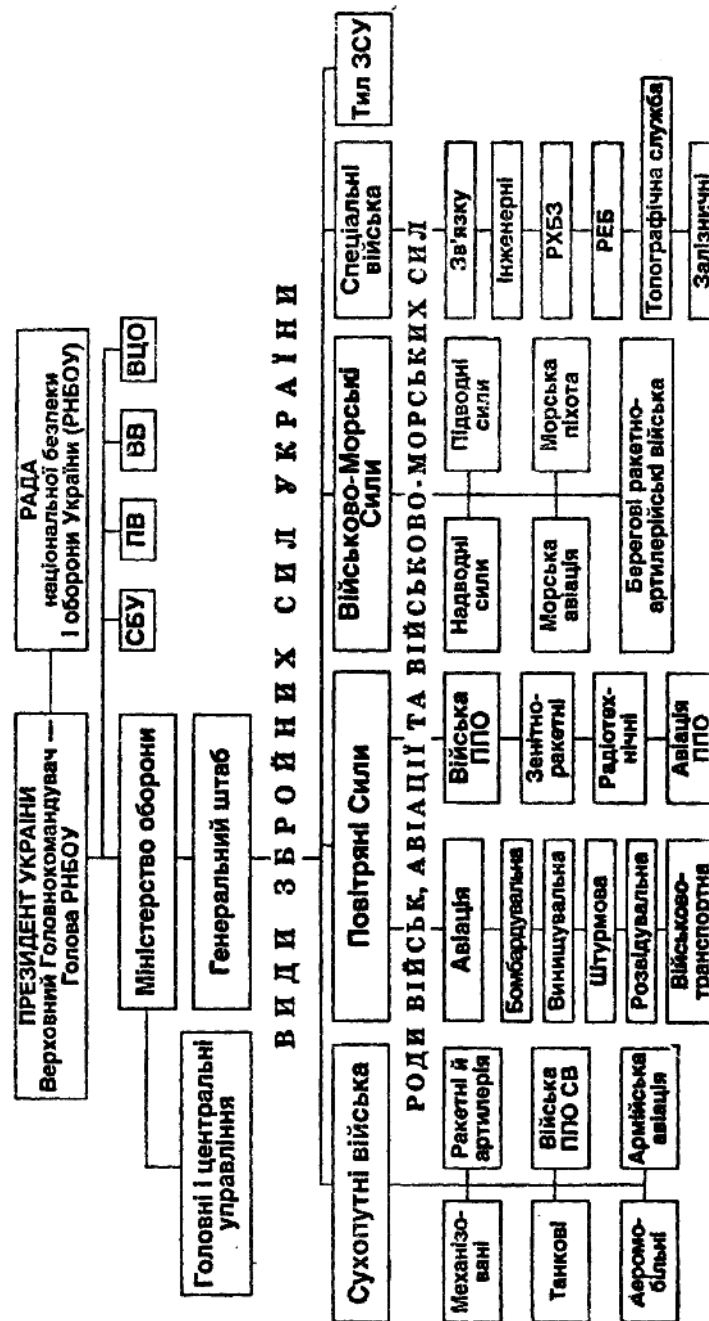 ПРЕЗИДЕНТ УКРАЇНИ
Верховний Головнокомандувач —
Голова РНБОУ
РАДА
національної безпеки
і оборони України (РНБОУ)
СБУ
ПВ
ВВ
ВЦО
Міністерство оборони
Генеральний штаб
Головні і центральні
управління
ВИДИ ЗБРОЙНИХ СИЛ УКРАЇНИ
Сухопутні війська
Повітряні Сили
Військово-Морські
Сили
Спеціальні
війська
Тил ЗСУ
РОДИ ВІЙСЬК, АВІАЦІЇ ТА ВІЙСЬКОВО-МОРСЬКИХ СИЛ
Механізо-
вані
Ракетні й
артилерія
Танкові
Війська
ППО СВ
Аеромо-
більні
Армійська
авіація
Авіація
Бомбардувальна
Винищувальна
Штурмова
Розвідувальна
Військово-
транспортна
Війська
ППО
Зенітно-
ракетні
Радіотех-
нічні
Авіація
ППО
Надводні
сили
Підводні
сили
Морська
авіація
Морська
піхота
Берегові ракетно-
артилерійські війська
Зв'язку
Інженерні
РХБЗ
РЕБ
Топографічна служба
Залізничні